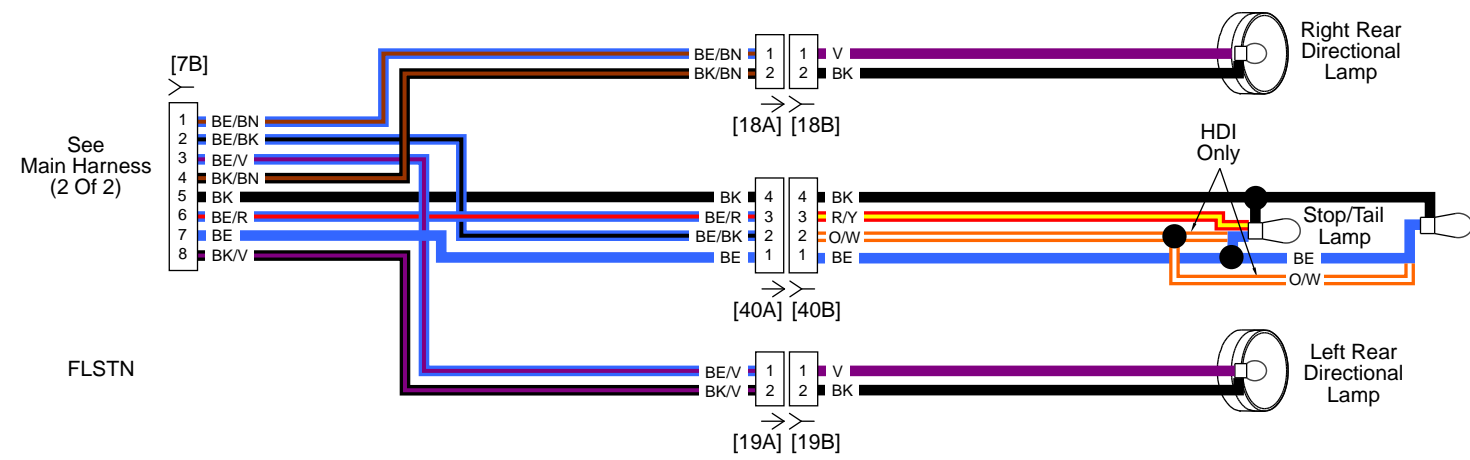 [7B]
See
Main Harness
(2 Of 2)
1 BE/BN
2 BE/BK
3 BE/V
4 BK/BN
5 BK
6 BE/R
7 BE
8 BK/V
FLSTN
BE/BN 1 1 V
BK/BN 2 2 BK
[18A] [18B]
Right Rear
Directional
Lamp
HDI
Only
BK 4 4 BK
BE/R 3 3 R/Y
BE/BK 2 2 O/W
BE 1 1 BE
[40A] [40B]
Stop/Tail
Lamp
BE
O/W
BE/V 1 1 V
BK/V 2 2 BK
[19A] [19B]
Left Rear
Directional
Lamp